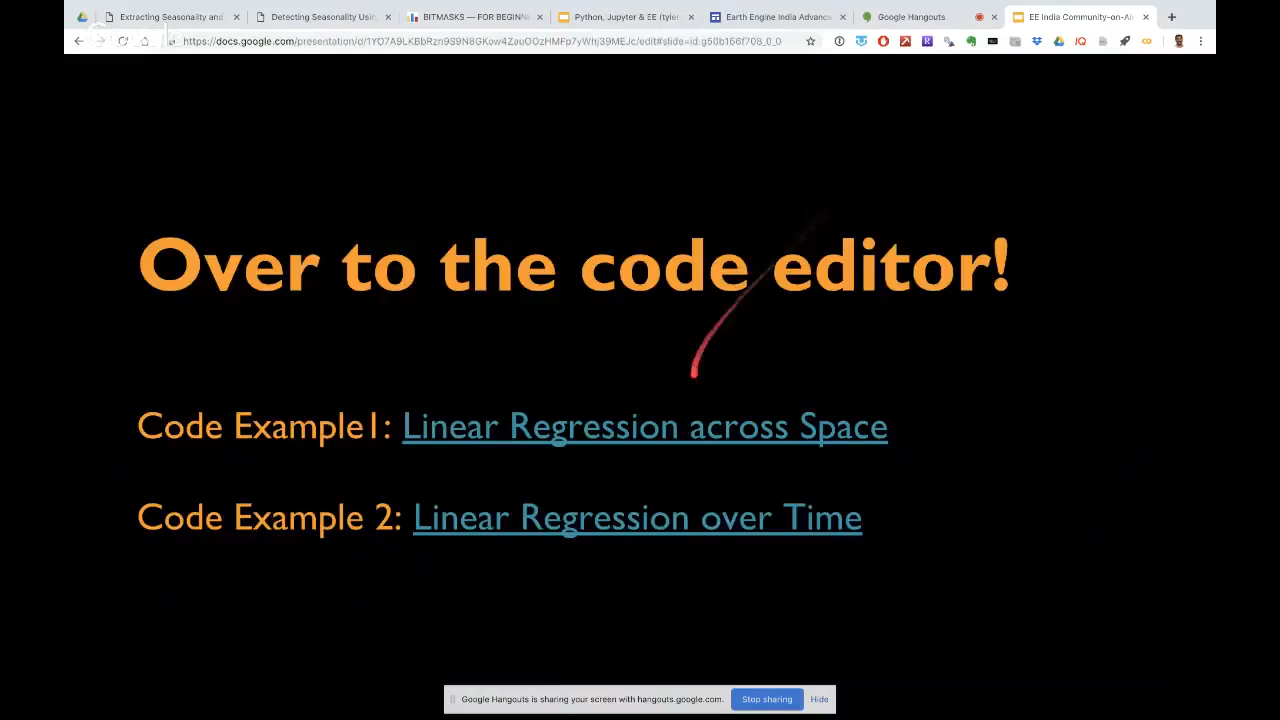 Extracting Seasonality and
Detecting Seasonality Usin
BITMASKS — FOR BEGINN
Python, Jupyter & EE (tyler
Earth Engine India Advanc
Google Hangouts
EE India Community-on-Ai
Over to the code editor!
Code Example1: Linear Regression across Space
Code Example 2: Linear Regression over Time
Google Hangouts is sharing your screen with hangouts.google.com.
Stop sharing
Hide